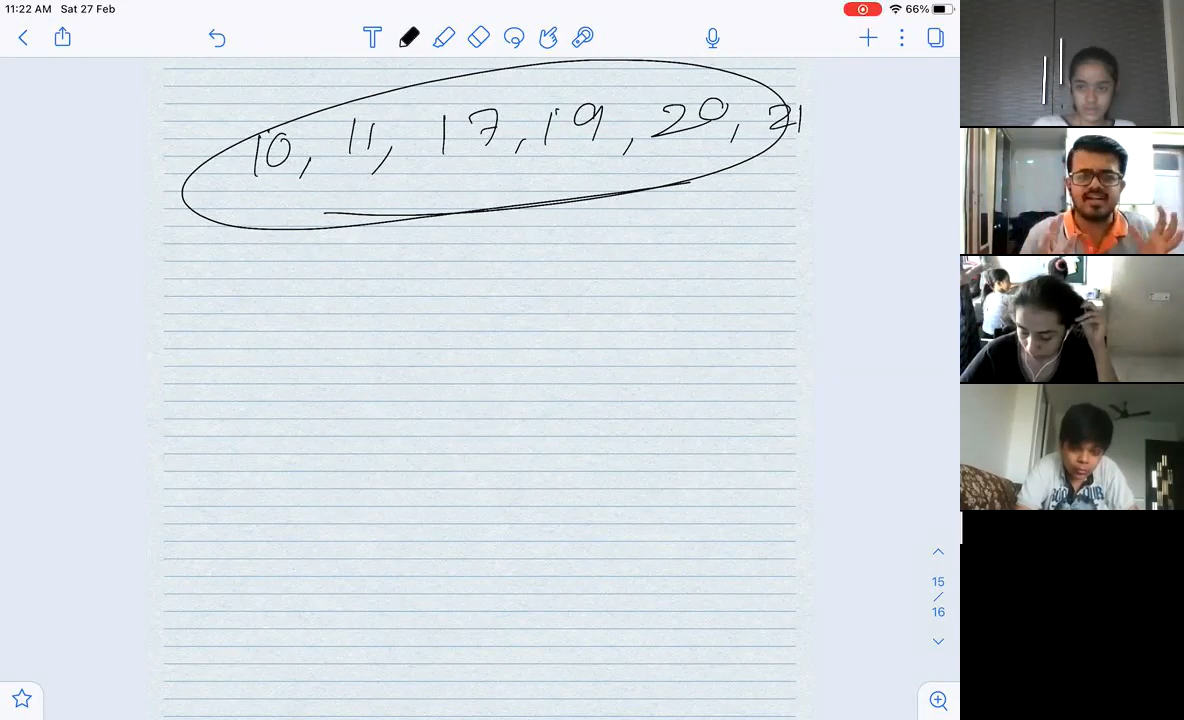 11:22 AM Sat 27 Feb
66%
T
10, 11, 17, 19, 20, 21
15
/
16